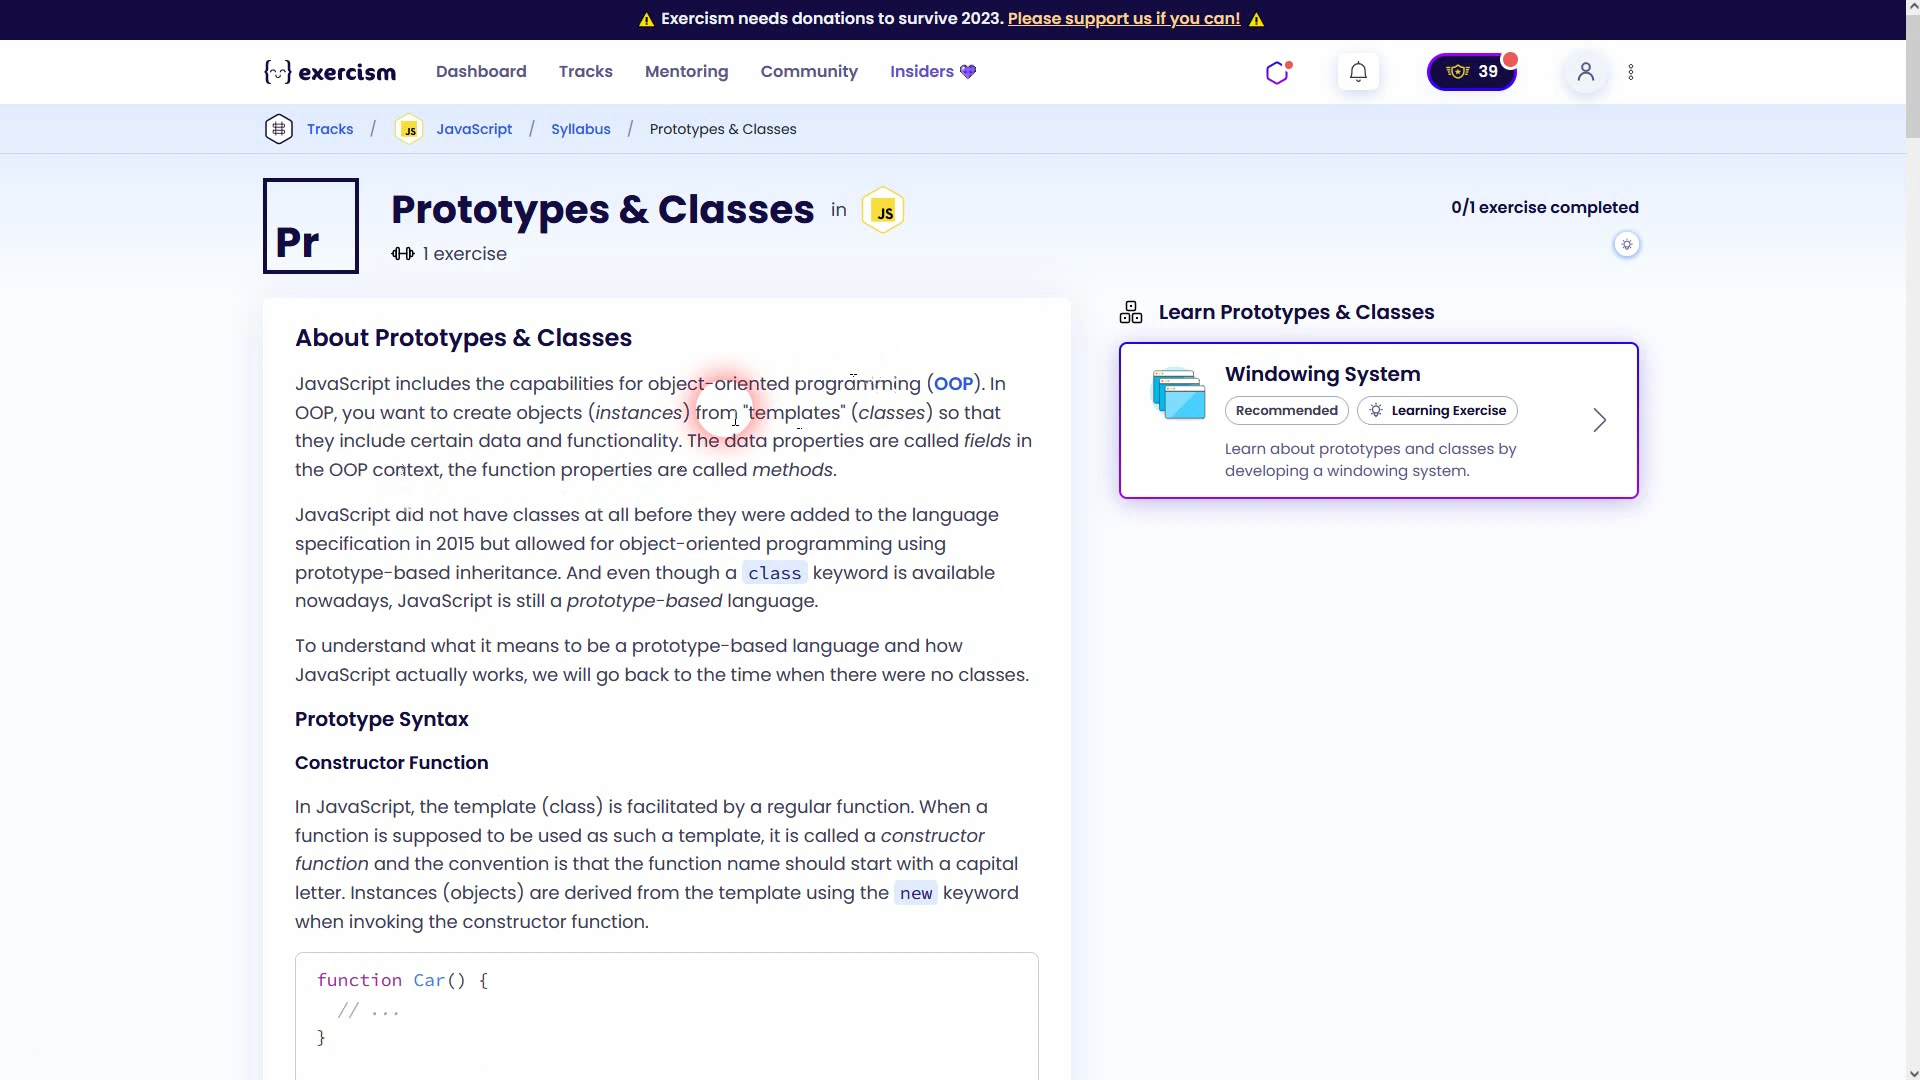 Exercism needs donations to survive 2023. Please support us if you can!
exercism Dashboard Tracks Mentoring Community Insiders 39
Tracks / JS JavaScript / Syllabus / Prototypes & Classes
Pr
Prototypes & Classes in JS
1 exercise
0/1 exercise completed
About Prototypes & Classes
JavaScript includes the capabilities for object-oriented programming (OOP). In
OOP, you want to create objects (instances) from "templates" (classes) so that
they include certain data and functionality. The data properties are called fields in
the OOP context, the function properties are called methods.
JavaScript did not have classes at all before they were added to the language
specification in 2015 but allowed for object-oriented programming using
prototype-based inheritance. And even though a class keyword is available
nowadays, JavaScript is still a prototype-based language.
To understand what it means to be a prototype-based language and how
JavaScript actually works, we will go back to the time when there were no classes.
Prototype Syntax
Constructor Function
In JavaScript, the template (class) is facilitated by a regular function. When a
function is supposed to be used as such a template, it is called a constructor
function and the convention is that the function name should start with a capital
letter. Instances (objects) are derived from the template using the new keyword
when invoking the constructor function.
function Car() {
// ...
}
Learn Prototypes & Classes
Windowing System
Recommended Learning Exercise
Learn about prototypes and classes by
developing a windowing system.